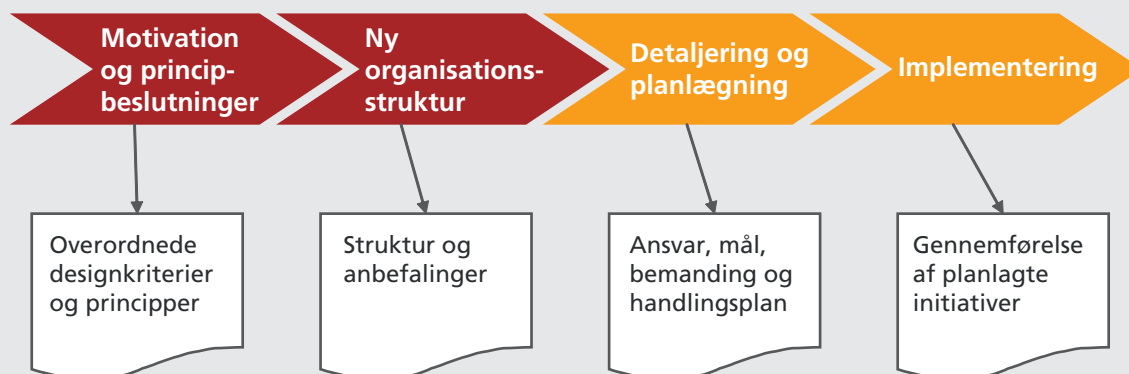 Motivation
og princip-
beslutninger
Ny
organisations-
struktur
Detaljering og
planlægning
Implementering
Overordnede
designkriterier
og principper
Struktur og
anbefalinger
Ansvar, mål,
bemanding og
handlingsplan
Gennemførelse
af planlagte
initiativer